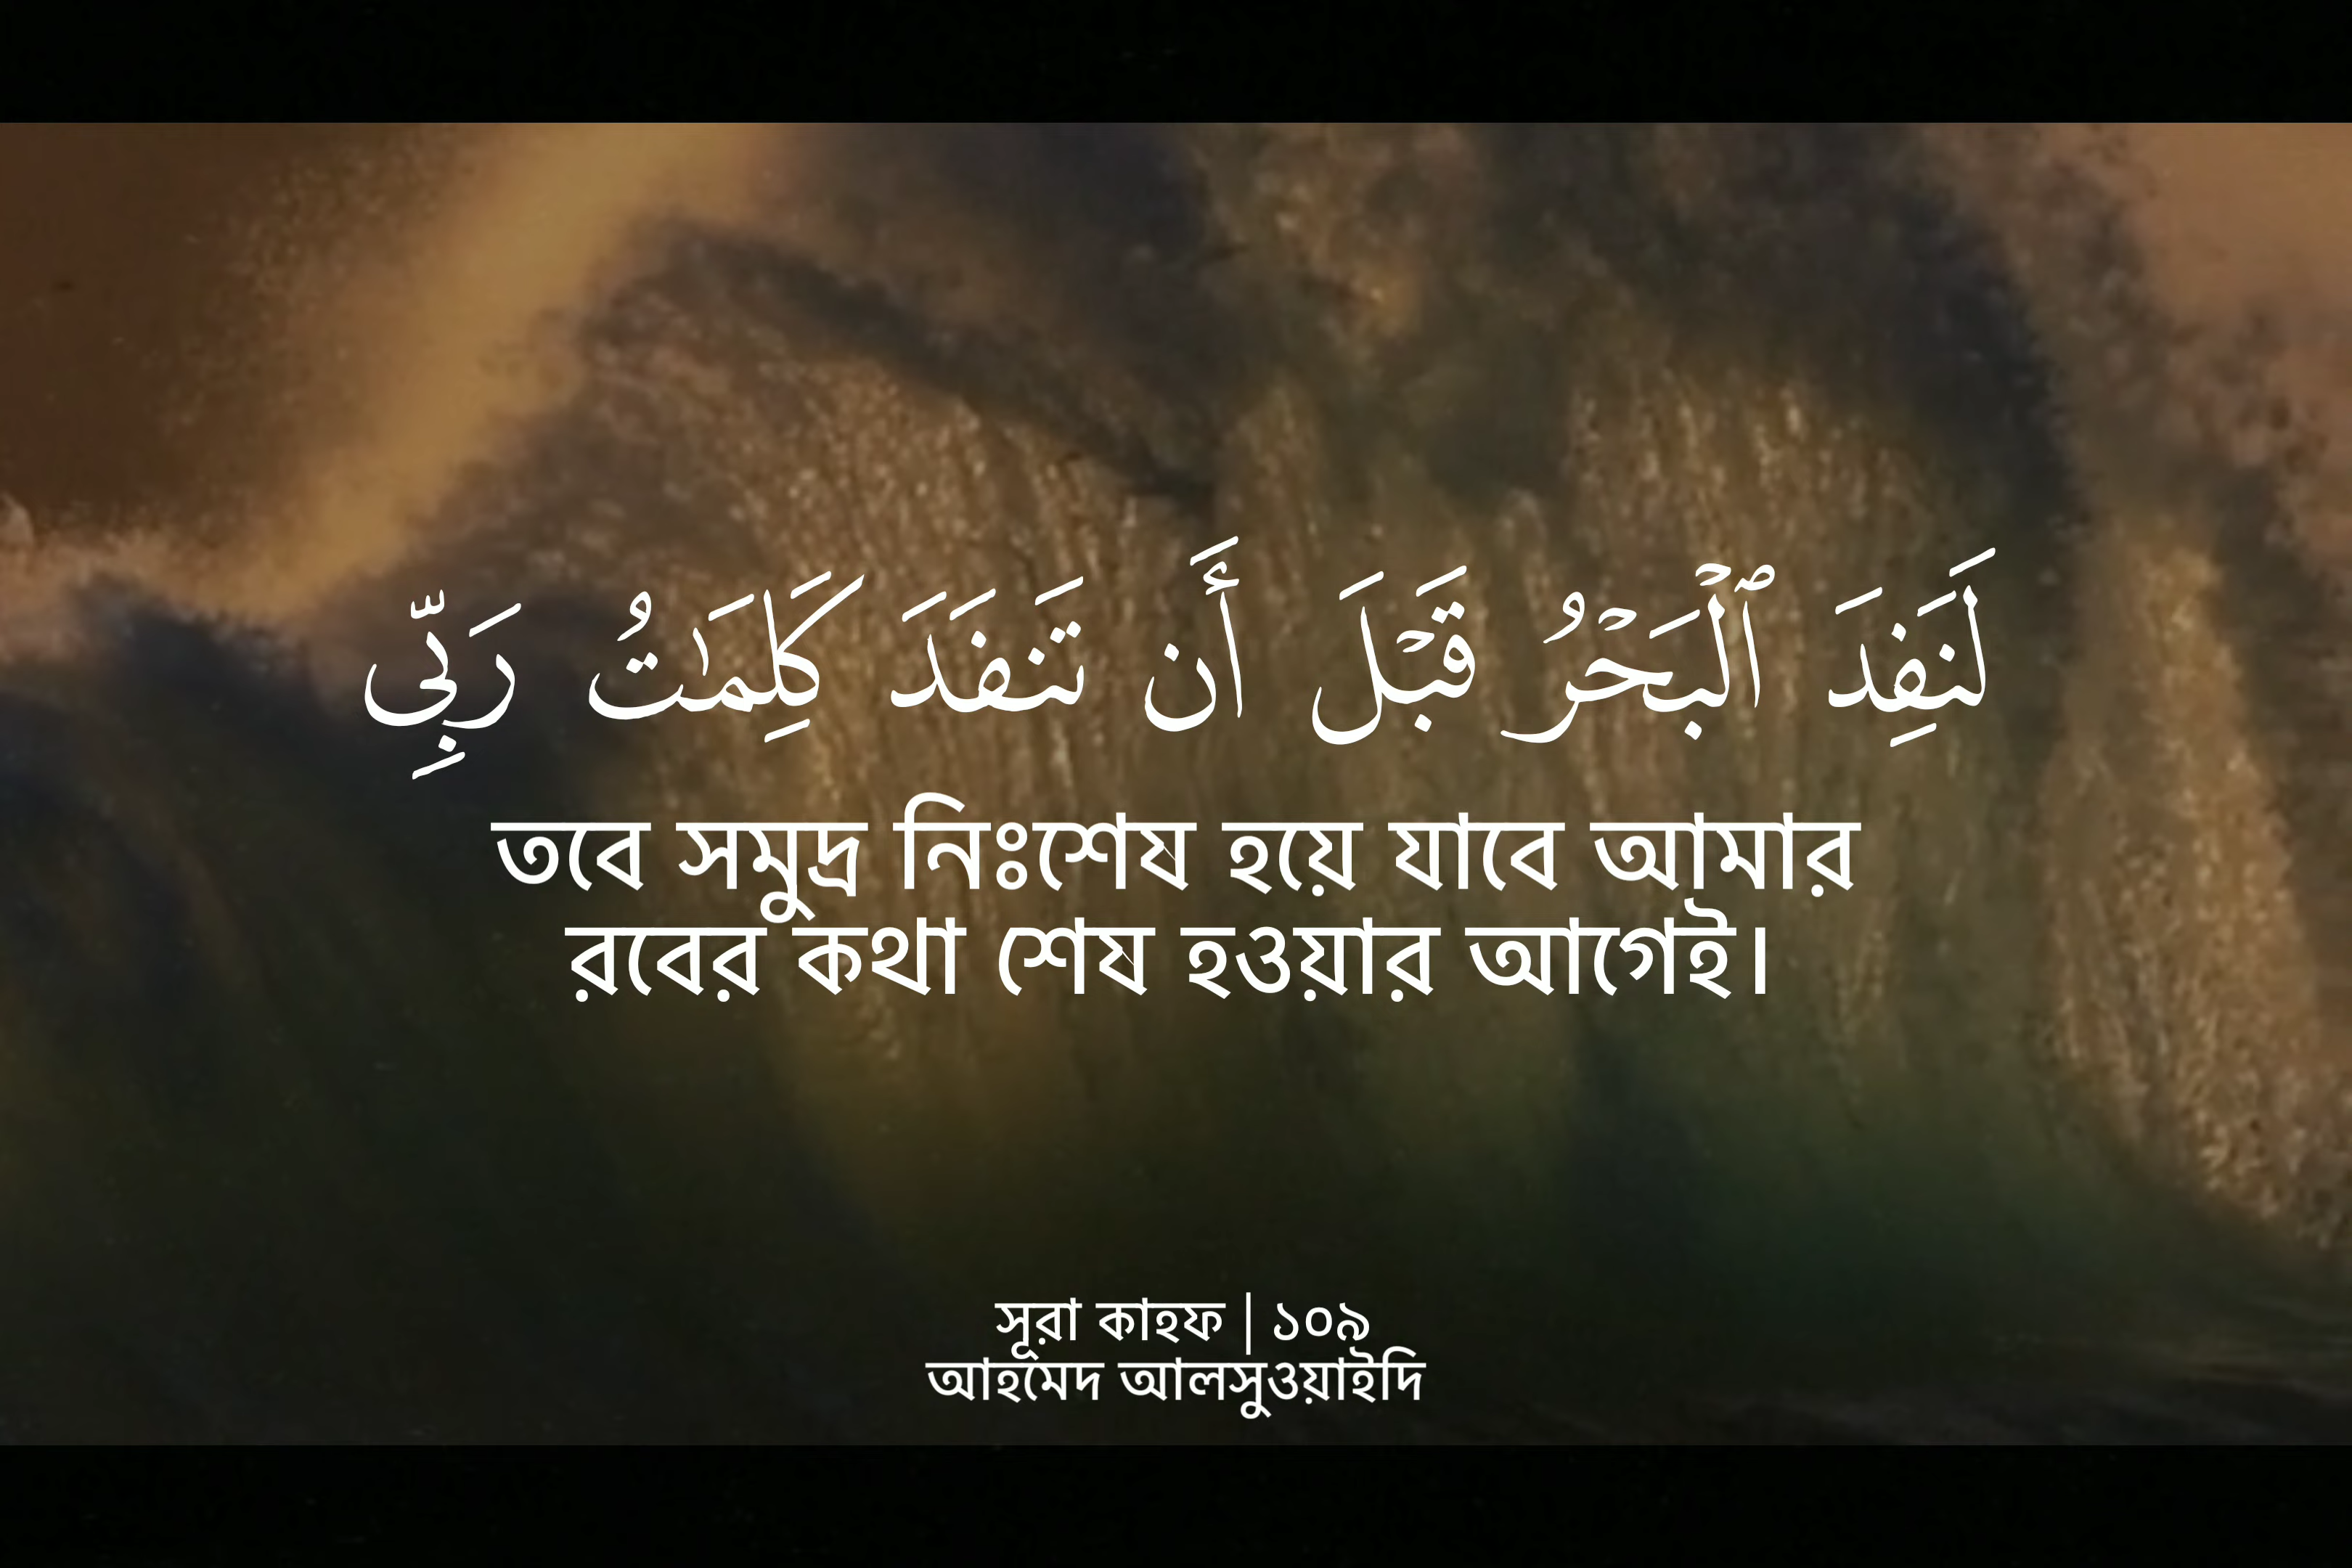 لَنَفِدَ ٱلْبَحْرُ قَبْلَ أَن تَنفَدَ كَلِمَـٰتُ رَبِّى
তবে সমুদ্র নিঃশেষ হয়ে যাবে আমার
রবের কথা শেষ হওয়ার আগেই।
সূরা কাহফ | ১০৯
আহমেদ আলসুওয়াইদি